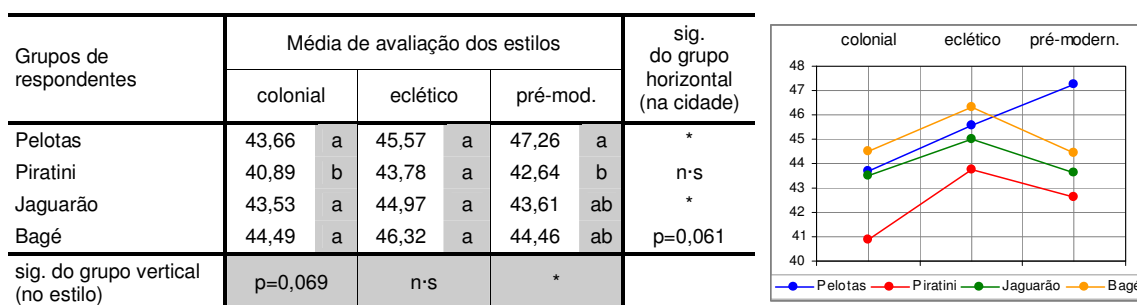 Grupos de respondentes
Média de avaliação dos estilos
sig. do grupo horizontal (na cidade)
colonial eclético pré-mod.
Pelotas 43,66 a 45,57 a 47,26 a *
Piratini 40,89 b 43,78 a 42,64 b n·s
Jaguarão 43,53 a 44,97 a 43,61 ab *
Bagé 44,49 a 46,32 a 44,46 ab p=0,061
sig. do grupo vertical (no estilo) p=0,069 n·s *
colonial eclético pré-modern.
48
47
46
45
44
43
42
41
40
Pelotas Piratini Jaguarão Bagé